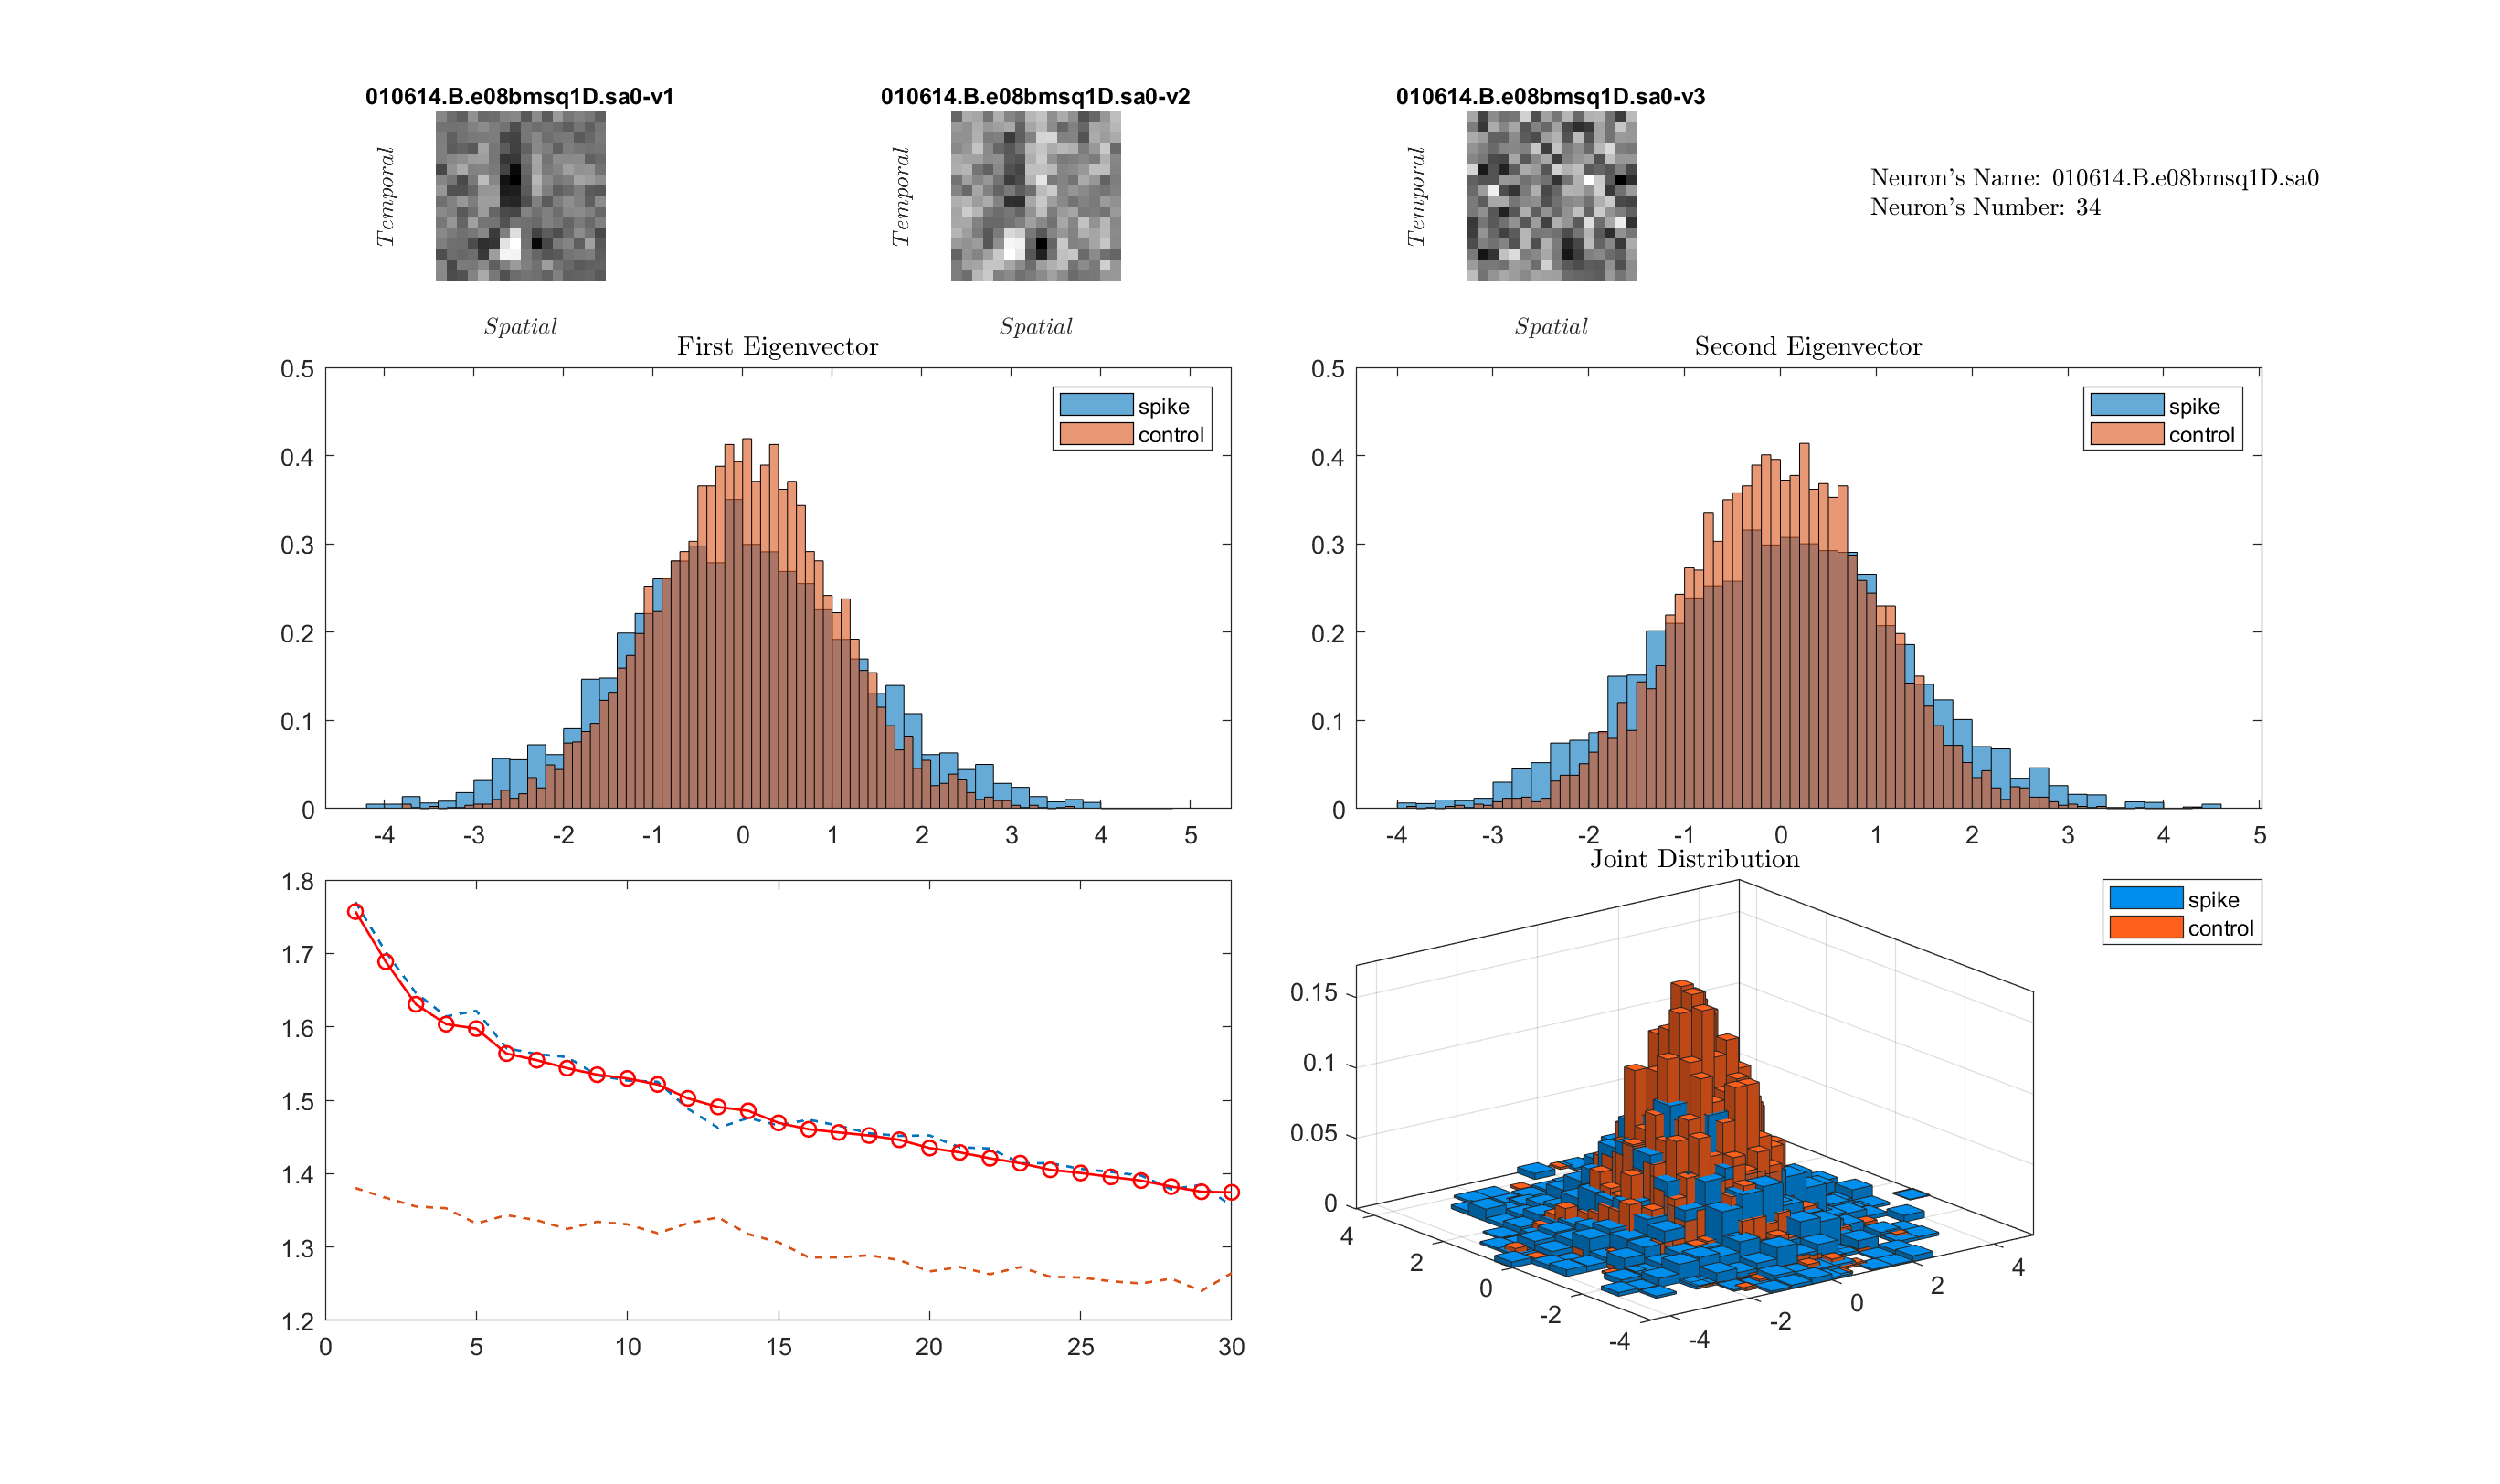 010614.B.e08bmsq1D.sa0-v1
010614.B.e08bmsq1D.sa0-v2
010614.B.e08bmsq1D.sa0-v3
Temporal
Temporal
Temporal
Neuron's Name: 010614.B.e08bmsq1D.sa0
Neuron's Number: 34
Spatial
Spatial
Spatial
First Eigenvector
0.5
0.4
0.3
0.2
0.1
0
spike
control
-4 -3 -2 -1 0 1 2 3 4 5
Second Eigenvector
0.5
0.4
0.3
0.2
0.1
0
spike
control
-4 -3 -2 -1 0 1 2 3 4 5
1.8
1.7
1.6
1.5
1.4
1.3
1.2
0 5 10 15 20 25 30
Joint Distribution
spike
control
0.15
0.1
0.05
0
4 2 0 -2 -4
-4 -2 0 2 4